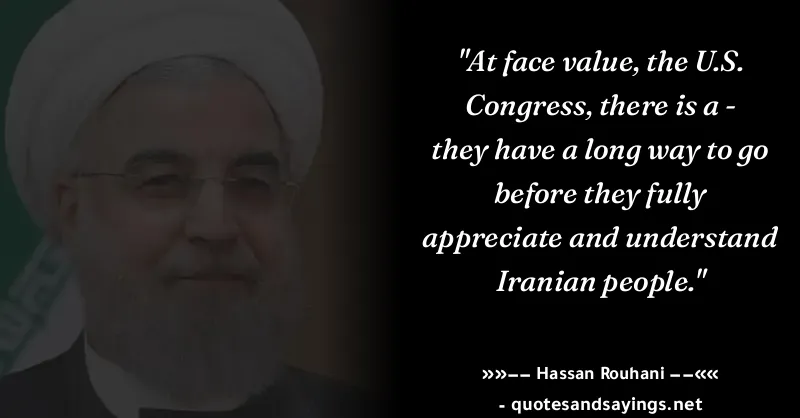 "At face value, the U.S.
Congress, there is a -
they have a long way to go
before they fully
appreciate and understand
Iranian people."
»»−− Hassan Rouhani −−««
- quotesandsayings.net